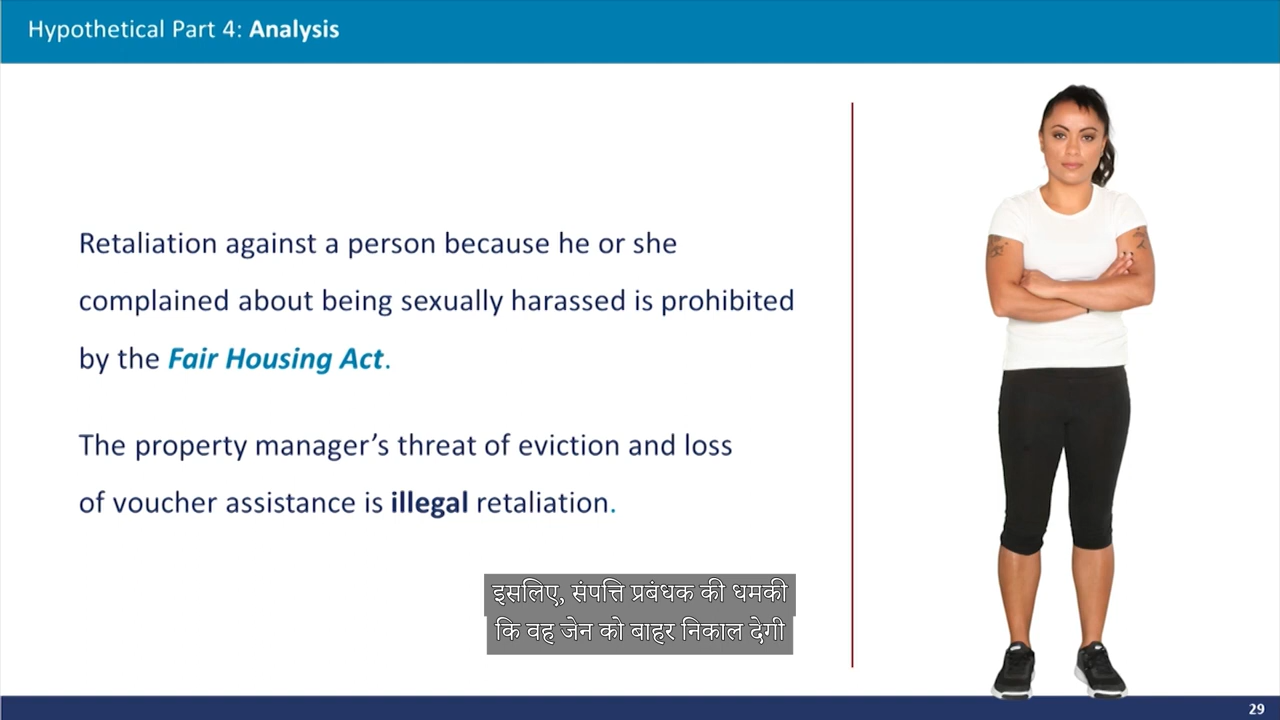 Hypothetical Part 4: Analysis
Retaliation against a person because he or she
complained about being sexually harassed is prohibited
by the Fair Housing Act.
The property manager’s threat of eviction and loss
of voucher assistance is illegal retaliation.
इसलिए, संपत्ति प्रबंधक की धमकी
कि वह जेन को बाहर निकाल देगी
29